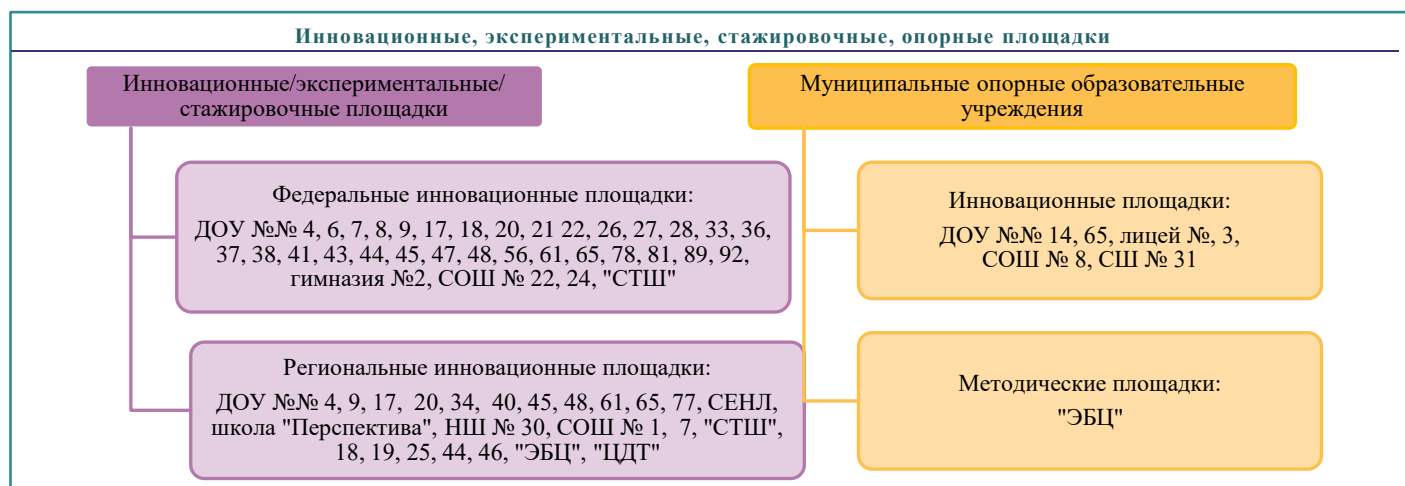 Инновационные, экспериментальные, стажировочные, опорные площадки
Инновационные/экспериментальные/
стажировочные площадки
Федеральные инновационные площадки:
ДОУ №№ 4, 6, 7, 8, 9, 17, 18, 20, 21 22, 26, 27, 28, 33, 36,
37, 38, 41, 43, 44, 45, 47, 48, 56, 61, 65, 78, 81, 89, 92,
гимназия №2, СОШ № 22, 24, "СТШ"
Региональные инновационные площадки:
ДОУ №№ 4, 9, 17, 20, 34, 40, 45, 48, 61, 65, 77, СЕНЛ,
школа "Перспектива", НШ № 30, СОШ № 1, 7, "СТШ",
18, 19, 25, 44, 46, "ЭБЦ", "ЦДТ"
Муниципальные опорные образовательные
учреждения
Инновационные площадки:
ДОУ №№ 14, 65, лицей №, 3,
СОШ № 8, СШ № 31
Методические площадки:
"ЭБЦ"